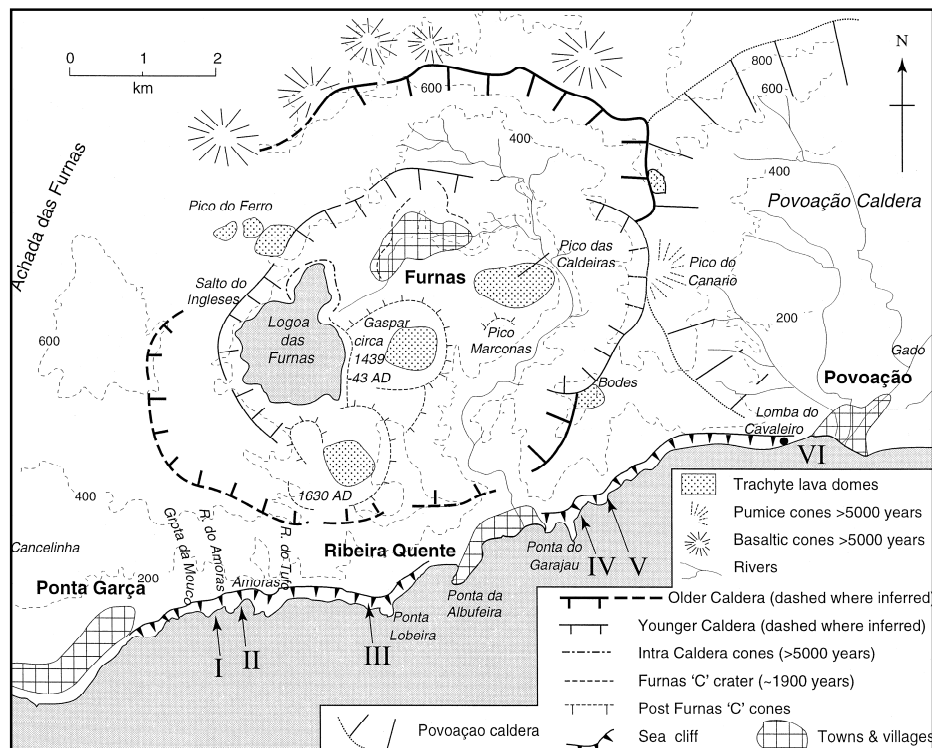 0 1 2
km
N
800
600
600
400
400
Achada das Furnas
Povoação Caldera
Pico do Ferro
Pico das
Caldeiras
Pico do
Canario
Furnas
Salto do
Ingleses
Logoa
das
Furnas
Gaspar
circa
1439
43 AD
Pico
Marconas
200
600
Gado
Povoação
Bodes
Lomba do
Cavaleiro
VI
1630 AD
400
Cancelinha
Grota da Mouco
R. do Amoras
R. do Tufo
Ribeira Quente
Ponta do
Garajau
IV V
Ponta Garça
200
Amoras
Ponta da
Albufeira
Ponta
Lobeira
I II III
Trachyte lava domes
Pumice cones >5000 years
Basaltic cones >5000 years
Rivers
Older Caldera (dashed where inferred)
Younger Caldera (dashed where inferred)
Intra Caldera cones (>5000 years)
Furnas ‘C’ crater (~1900 years)
Post Furnas ‘C’ cones
Povoaçao caldera
Sea cliff
Towns & villages